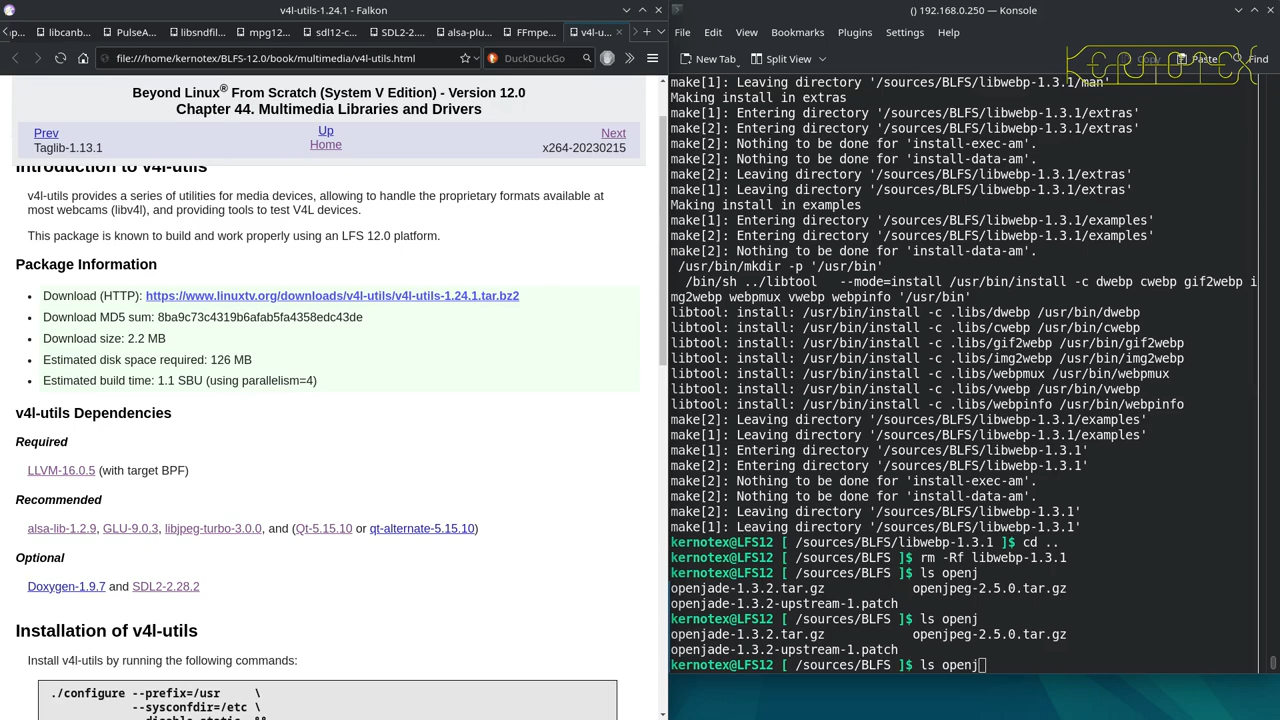 v4l-utils-1.24.1 - Falkon
p... libcanb... PulseA... libsndfil... mpg12... sdl12-c... SDL2-2.... alsa-plu... FFmpe... v4l-u...
file:///home/kernotex/BLFS-12.0/book/multimedia/v4l-utils.html DuckDuckGo
Beyond Linux® From Scratch (System V Edition) - Version 12.0
Chapter 44. Multimedia Libraries and Drivers
Prev Up Next
Taglib-1.13.1 Home x264-20230215
Introduction to v4l-utils
v4l-utils provides a series of utilities for media devices, allowing to handle the proprietary formats available at
most webcams (libv4l), and providing tools to test V4L devices.
This package is known to build and work properly using an LFS 12.0 platform.
Package Information
• Download (HTTP): https://www.linuxtv.org/downloads/v4l-utils/v4l-utils-1.24.1.tar.bz2
• Download MD5 sum: 8ba9c73c4319b6afab5fa4358edc43de
• Download size: 2.2 MB
• Estimated disk space required: 126 MB
• Estimated build time: 1.1 SBU (using parallelism=4)
v4l-utils Dependencies
Required
LLVM-16.0.5 (with target BPF)
Recommended
alsa-lib-1.2.9, GLU-9.0.3, libjpeg-turbo-3.0.0, and (Qt-5.15.10 or qt-alternate-5.15.10)
Optional
Doxygen-1.9.7 and SDL2-2.28.2
Installation of v4l-utils
Install v4l-utils by running the following commands:
./configure --prefix=/usr \
--sysconfdir=/etc \
--disable-static &&
() 192.168.0.250 — Konsole
File Edit View Bookmarks Plugins Settings Help
New Tab Split View Copy Paste Find
kernotex
make[1]: Leaving directory '/sources/BLFS/libwebp-1.3.1/man'
Making install in extras
make[1]: Entering directory '/sources/BLFS/libwebp-1.3.1/extras'
make[2]: Entering directory '/sources/BLFS/libwebp-1.3.1/extras'
make[2]: Nothing to be done for 'install-exec-am'.
make[2]: Nothing to be done for 'install-data-am'.
make[2]: Leaving directory '/sources/BLFS/libwebp-1.3.1/extras'
make[1]: Leaving directory '/sources/BLFS/libwebp-1.3.1/extras'
Making install in examples
make[1]: Entering directory '/sources/BLFS/libwebp-1.3.1/examples'
make[2]: Entering directory '/sources/BLFS/libwebp-1.3.1/examples'
make[2]: Nothing to be done for 'install-data-am'.
/usr/bin/mkdir -p '/usr/bin'
/bin/sh ../libtool --mode=install /usr/bin/install -c dwebp cwebp gif2webp i
mg2webp webpmux vwebp webpinfo '/usr/bin'
libtool: install: /usr/bin/install -c .libs/dwebp /usr/bin/dwebp
libtool: install: /usr/bin/install -c .libs/cwebp /usr/bin/cwebp
libtool: install: /usr/bin/install -c .libs/gif2webp /usr/bin/gif2webp
libtool: install: /usr/bin/install -c .libs/img2webp /usr/bin/img2webp
libtool: install: /usr/bin/install -c .libs/webpmux /usr/bin/webpmux
libtool: install: /usr/bin/install -c .libs/vwebp /usr/bin/vwebp
libtool: install: /usr/bin/install -c .libs/webpinfo /usr/bin/webpinfo
make[2]: Leaving directory '/sources/BLFS/libwebp-1.3.1/examples'
make[1]: Leaving directory '/sources/BLFS/libwebp-1.3.1/examples'
make[1]: Entering directory '/sources/BLFS/libwebp-1.3.1'
make[2]: Entering directory '/sources/BLFS/libwebp-1.3.1'
make[2]: Nothing to be done for 'install-exec-am'.
make[2]: Nothing to be done for 'install-data-am'.
make[2]: Leaving directory '/sources/BLFS/libwebp-1.3.1'
make[1]: Leaving directory '/sources/BLFS/libwebp-1.3.1'
kernotex@LFS12 [ /sources/BLFS/libwebp-1.3.1 ]$ cd ..
kernotex@LFS12 [ /sources/BLFS ]$ rm -Rf libwebp-1.3.1
kernotex@LFS12 [ /sources/BLFS ]$ ls openj
openjade-1.3.2.tar.gz openjpeg-2.5.0.tar.gz
openjade-1.3.2-upstream-1.patch
kernotex@LFS12 [ /sources/BLFS ]$ ls openj
openjade-1.3.2.tar.gz openjpeg-2.5.0.tar.gz
openjade-1.3.2-upstream-1.patch
kernotex@LFS12 [ /sources/BLFS ]$ ls openj